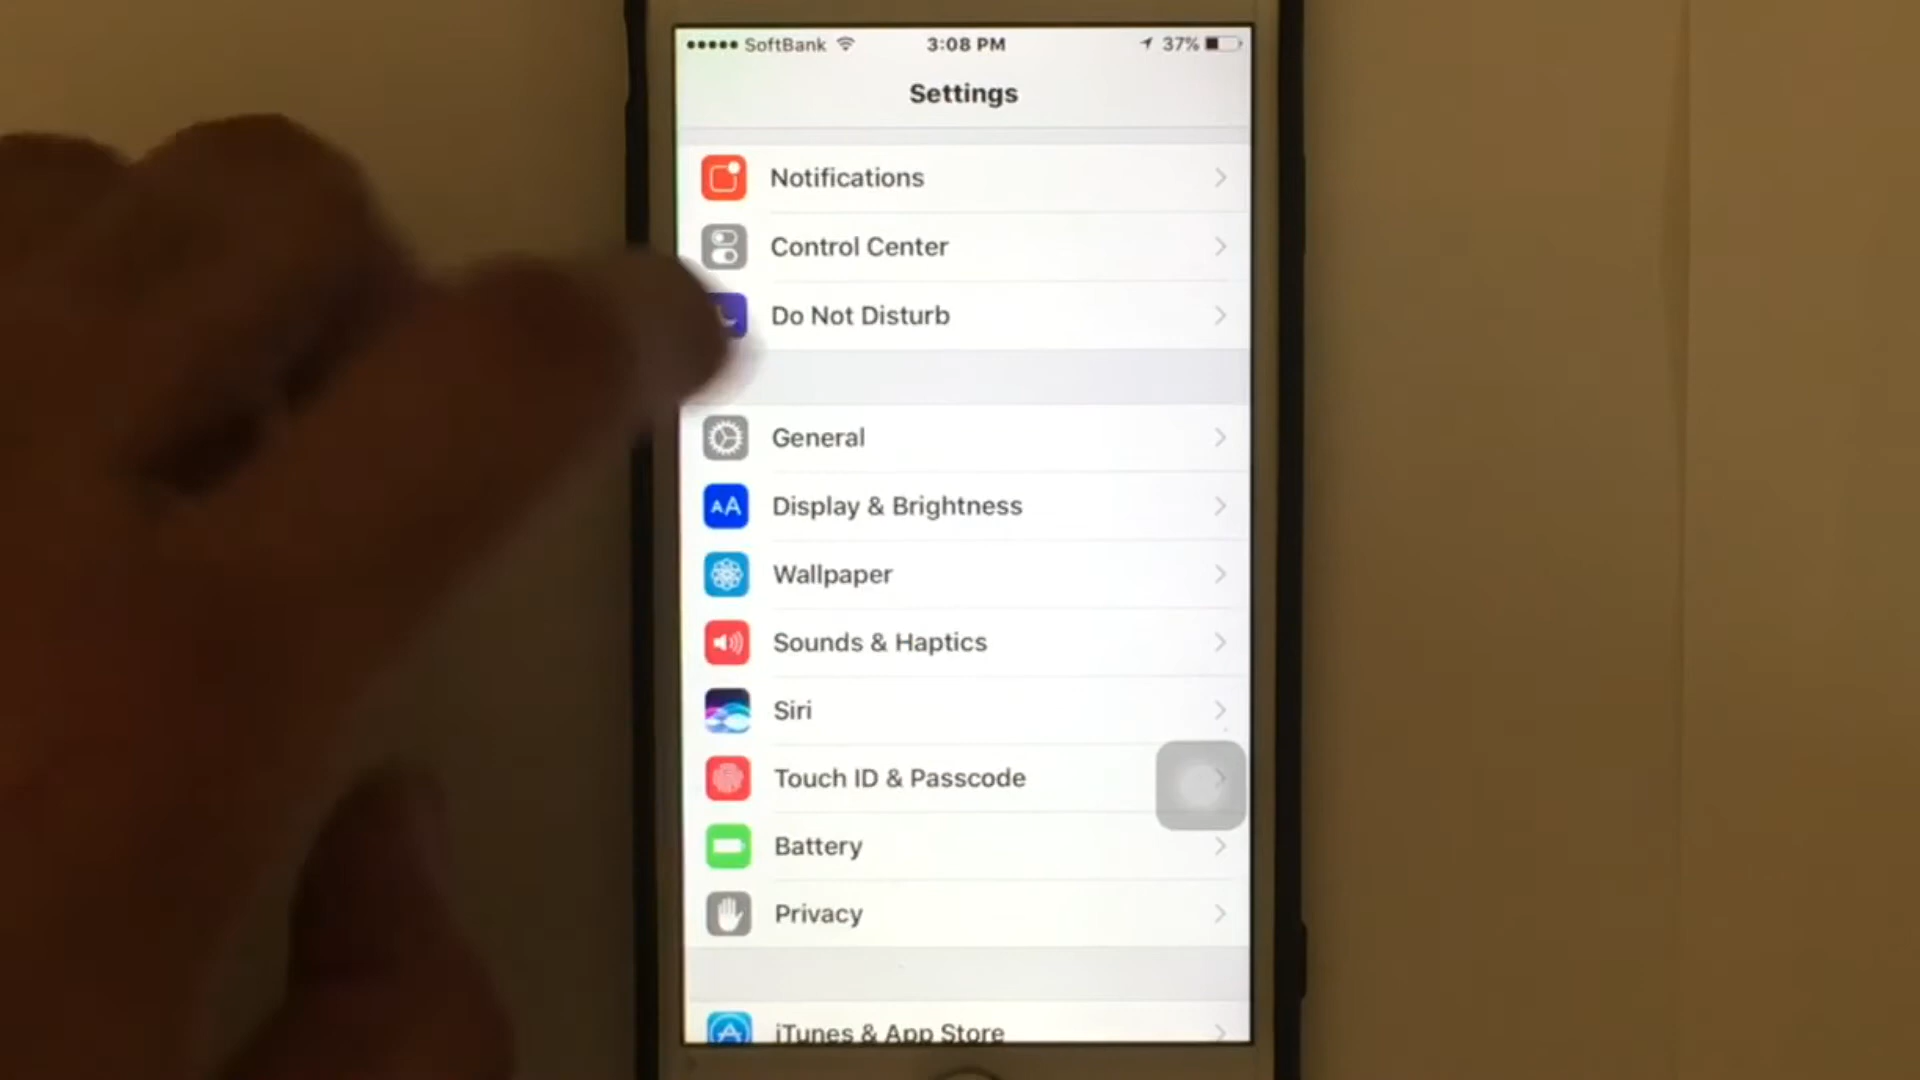 SoftBank 3:08 PM 37%
Settings
Notifications
Control Center
Do Not Disturb
General
AA Display & Brightness
Wallpaper
Sounds & Haptics
Siri
Touch ID & Passcode
Battery
Privacy
iTunes & App Store